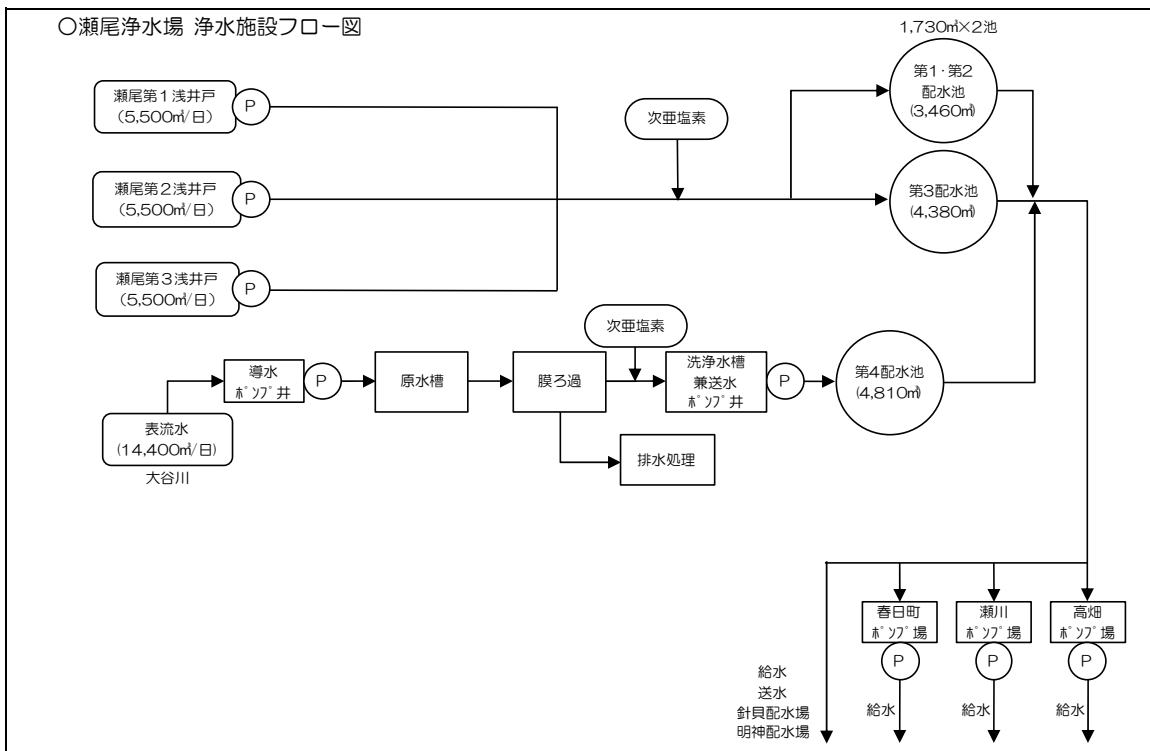 〇瀬尾浄水場 浄水施設フロー図
1,730㎥×2池
瀬尾第1浅井戸
(5,500㎥/日)
P
次亜塩素
第1・第2
配水池
(3,460㎥)
瀬尾第2浅井戸
(5,500㎥/日)
P
第3配水池
(4,380㎥)
瀬尾第3浅井戸
(5,500㎥/日)
P
次亜塩素
導水
ﾎﾟﾝﾌﾟ井
P
原水槽
膜ろ過
洗浄水槽
兼送水
ﾎﾟﾝﾌﾟ井
P
第4配水池
(4,810㎥)
表流水
(14,400㎥/日)
大谷川
排水処理
春日町
ﾎﾟﾝﾌﾟ場
瀬川
ﾎﾟﾝﾌﾟ場
高畑
ﾎﾟﾝﾌﾟ場
P
P
P
給水
送水
針貝配水場
明神配水場
給水
給水
給水